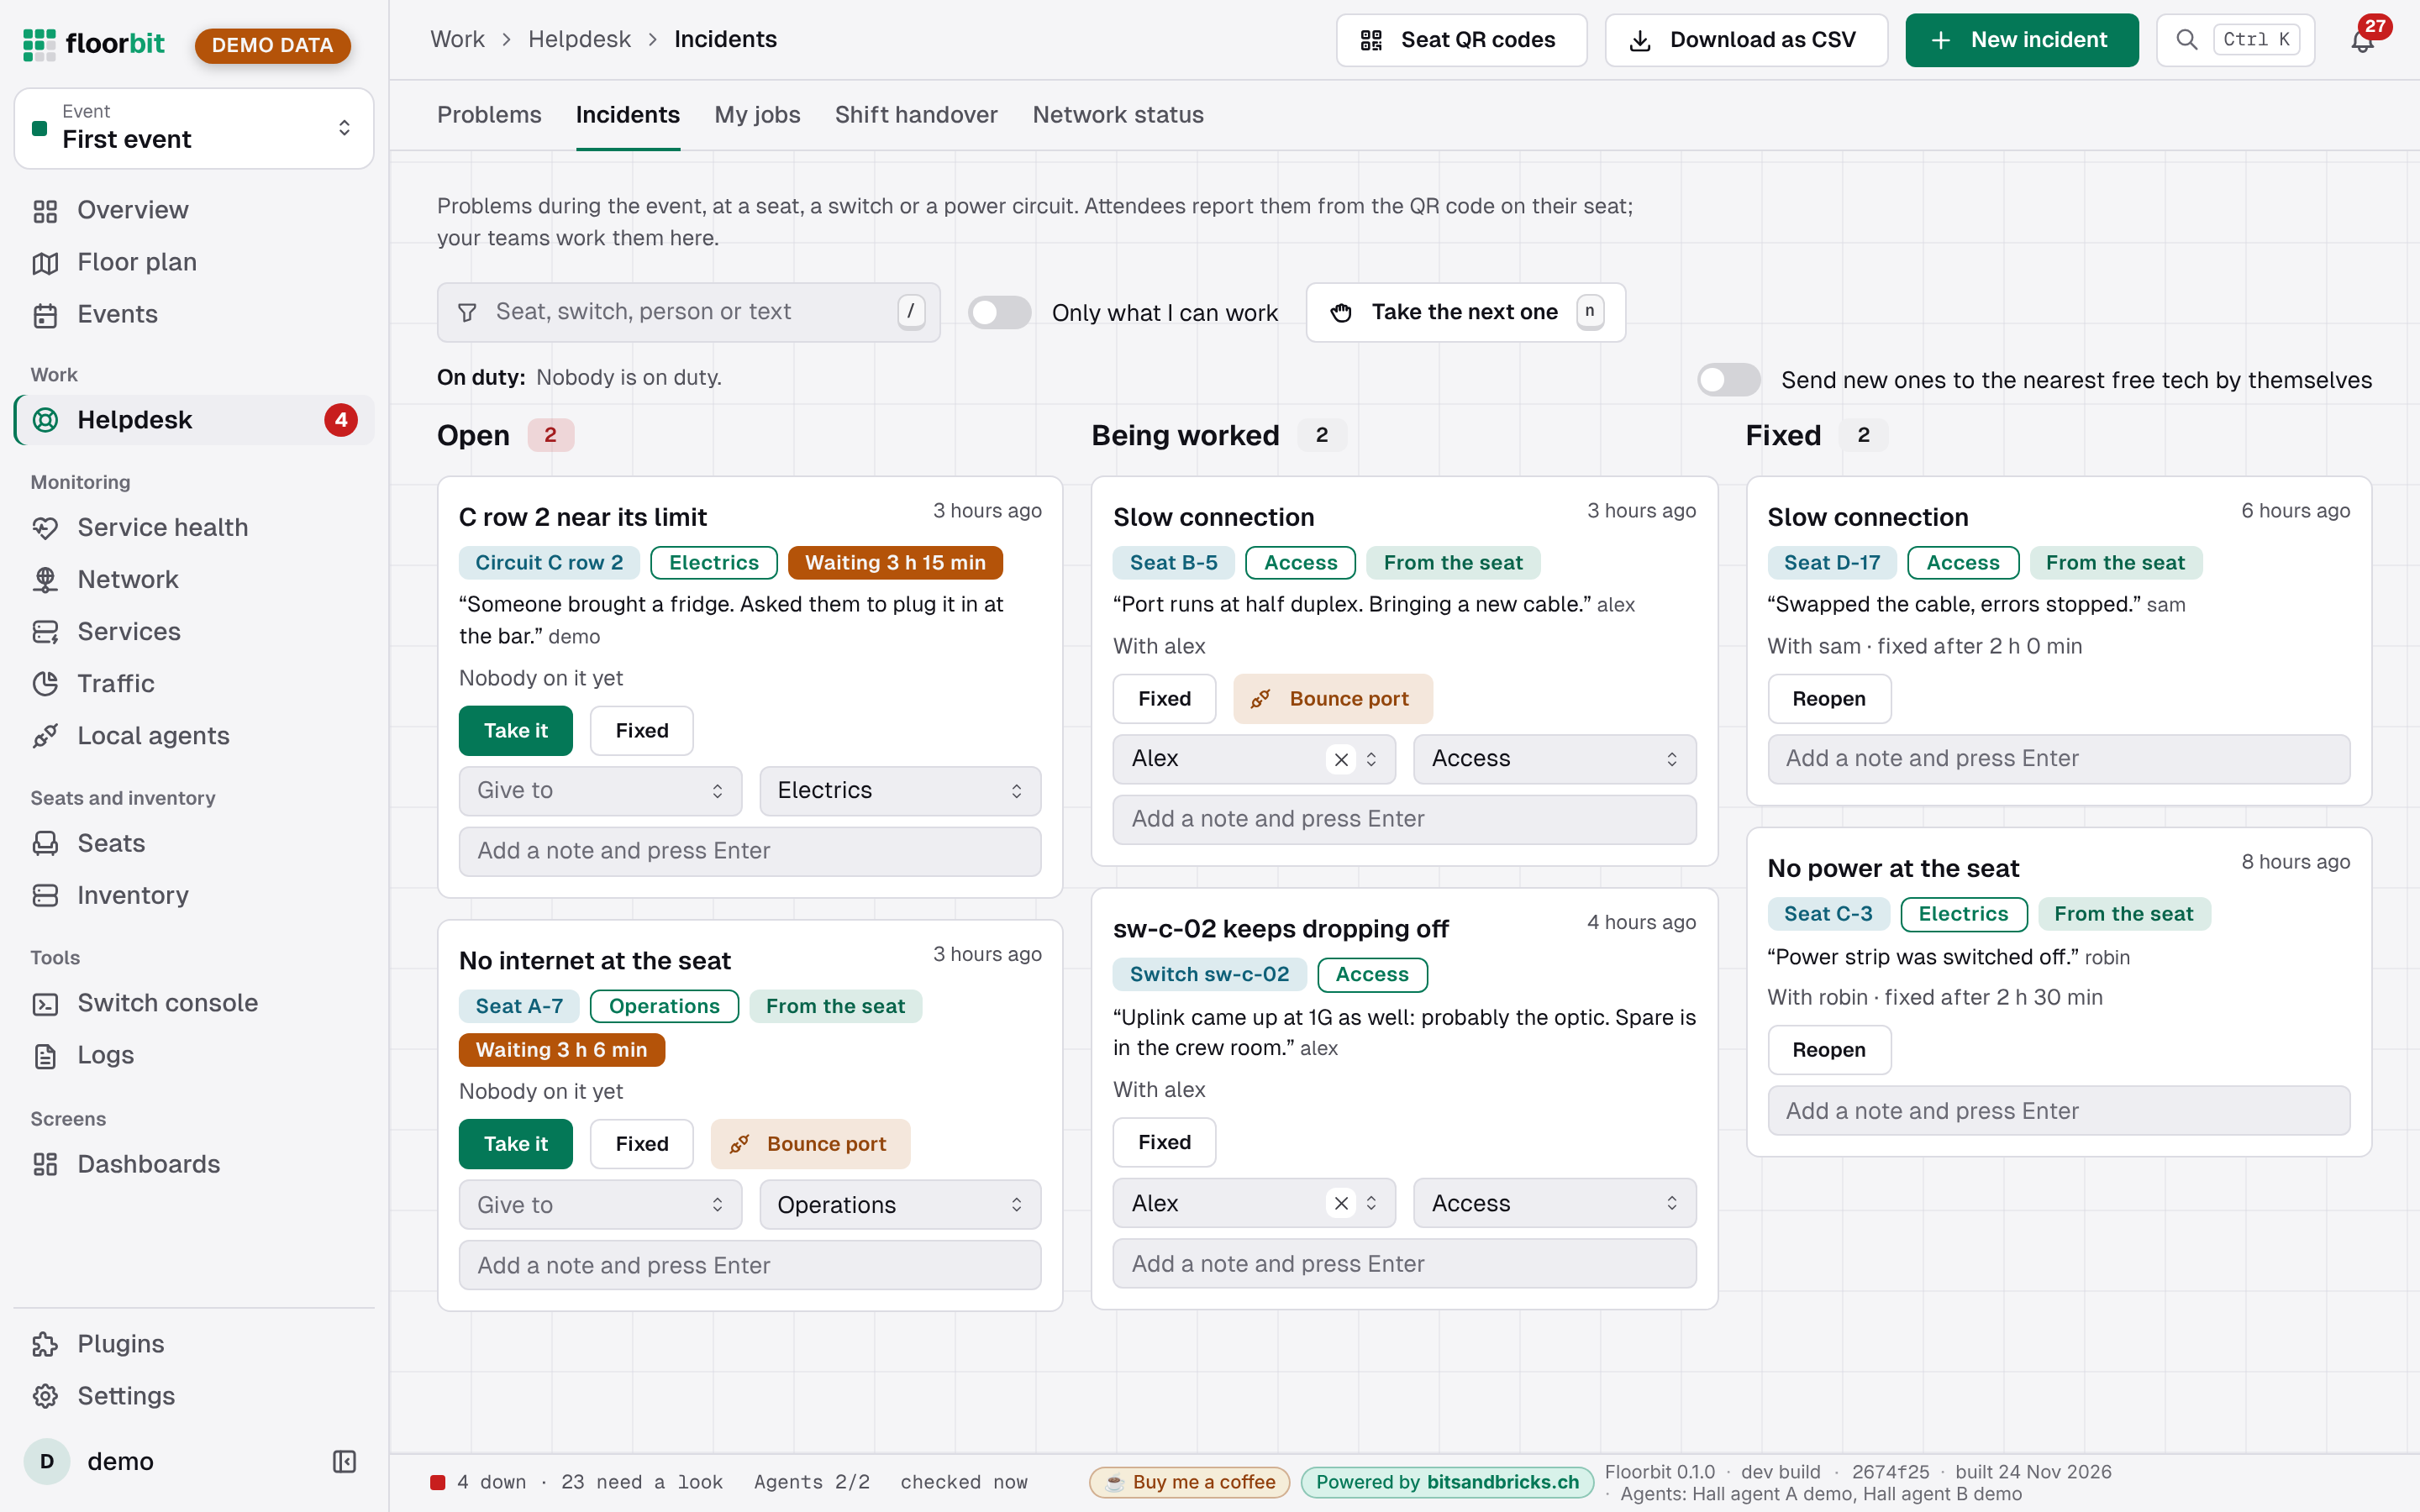 floorbit
DEMO DATA
Event
First event
Overview
Floor plan
Events
Work
Helpdesk
4
Monitoring
Service health
Network
Services
Traffic
Local agents
Seats and inventory
Seats
Inventory
Tools
Switch console
Logs
Screens
Dashboards
Plugins
Settings
D
demo
Work
Helpdesk
Incidents
Seat QR codes
Download as CSV
New incident
Ctrl K
27
Problems
Incidents
My jobs
Shift handover
Network status
Problems during the event, at a seat, a switch or a power circuit. Attendees report them from the QR code on their seat;
your teams work them here.
Seat, switch, person or text
/
Only what I can work
Take the next one
n
On duty: Nobody is on duty.
Send new ones to the nearest free tech by themselves
Open
2
C row 2 near its limit
3 hours ago
Circuit C row 2
Electrics
Waiting 3 h 15 min
“Someone brought a fridge. Asked them to plug it in at
the bar.” demo
Nobody on it yet
Take it
Fixed
Give to
Electrics
Add a note and press Enter
No internet at the seat
3 hours ago
Seat A-7
Operations
From the seat
Waiting 3 h 6 min
Nobody on it yet
Take it
Fixed
Bounce port
Give to
Operations
Add a note and press Enter
Being worked
2
Slow connection
3 hours ago
Seat B-5
Access
From the seat
“Port runs at half duplex. Bringing a new cable.” alex
With alex
Fixed
Bounce port
Alex
Access
Add a note and press Enter
sw-c-02 keeps dropping off
4 hours ago
Switch sw-c-02
Access
“Uplink came up at 1G as well: probably the optic. Spare is
in the crew room.” alex
With alex
Fixed
Alex
Access
Add a note and press Enter
Fixed
2
Slow connection
6 hours ago
Seat D-17
Access
From the seat
“Swapped the cable, errors stopped.” sam
With sam · fixed after 2 h 0 min
Reopen
Add a note and press Enter
No power at the seat
8 hours ago
Seat C-3
Electrics
From the seat
“Power strip was switched off.” robin
With robin · fixed after 2 h 30 min
Reopen
Add a note and press Enter
4 down · 23 need a look
Agents 2/2
checked now
Buy me a coffee
Powered by bitsandbricks.ch
Floorbit 0.1.0 · dev build · 2674f25 · built 24 Nov 2026
· Agents: Hall agent A demo, Hall agent B demo